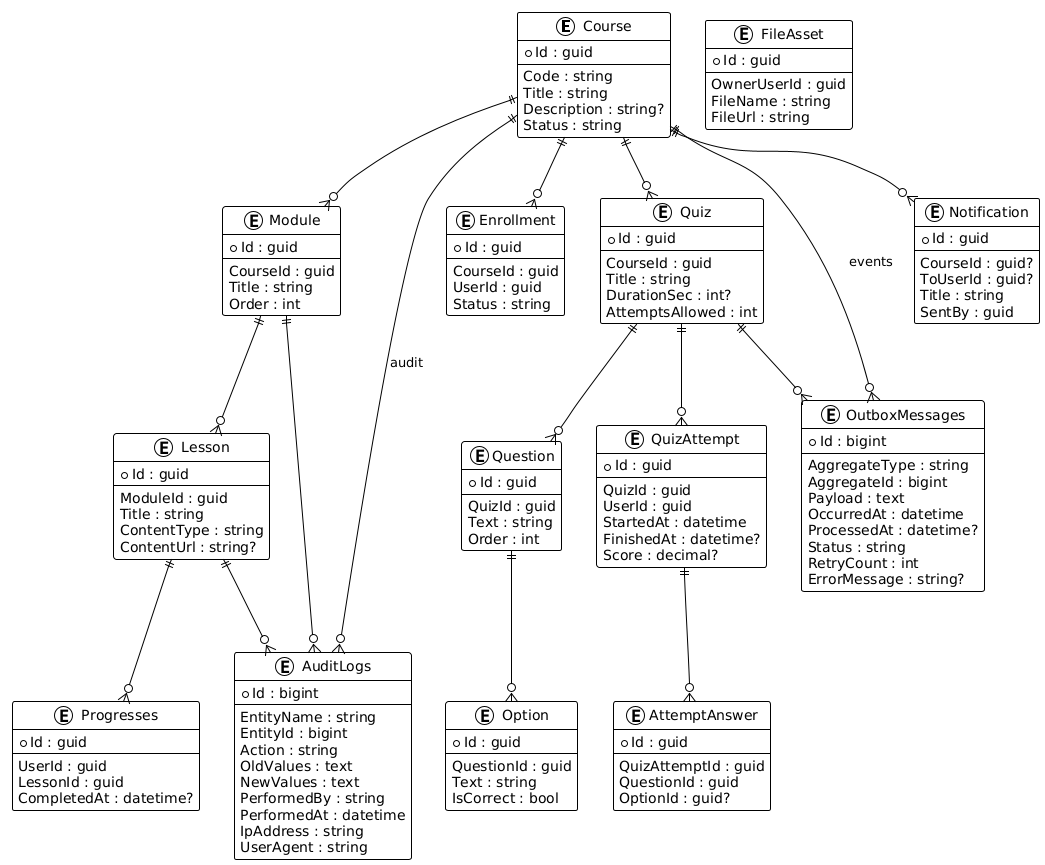 E Course
Id : guid
Code : string
Title : string
Description : string?
Status : string
E FileAsset
Id : guid
OwnerUserId : guid
FileName : string
FileUrl : string
E Module
Id : guid
CourseId : guid
Title : string
Order : int
E Enrollment
Id : guid
CourseId : guid
UserId : guid
Status : string
E Quiz
Id : guid
CourseId : guid
Title : string
DurationSec : int?
AttemptsAllowed : int
events
E Notification
Id : guid
CourseId : guid?
ToUserId : guid?
Title : string
SentBy : guid
audit
E Lesson
Id : guid
ModuleId : guid
Title : string
ContentType : string
ContentUrl : string?
E Question
Id : guid
QuizId : guid
Text : string
Order : int
E QuizAttempt
Id : guid
QuizId : guid
UserId : guid
StartedAt : datetime
FinishedAt : datetime?
Score : decimal?
E OutboxMessages
Id : bigint
AggregateType : string
AggregateId : bigint
Payload : text
OccurredAt : datetime
ProcessedAt : datetime?
Status : string
RetryCount : int
ErrorMessage : string?
E Progresses
Id : guid
UserId : guid
LessonId : guid
CompletedAt : datetime?
E AuditLogs
Id : bigint
EntityName : string
EntityId : bigint
Action : string
OldValues : text
NewValues : text
PerformedBy : string
PerformedAt : datetime
IpAddress : string
UserAgent : string
E Option
Id : guid
QuestionId : guid
Text : string
IsCorrect : bool
E AttemptAnswer
Id : guid
QuizAttemptId : guid
QuestionId : guid
OptionId : guid?